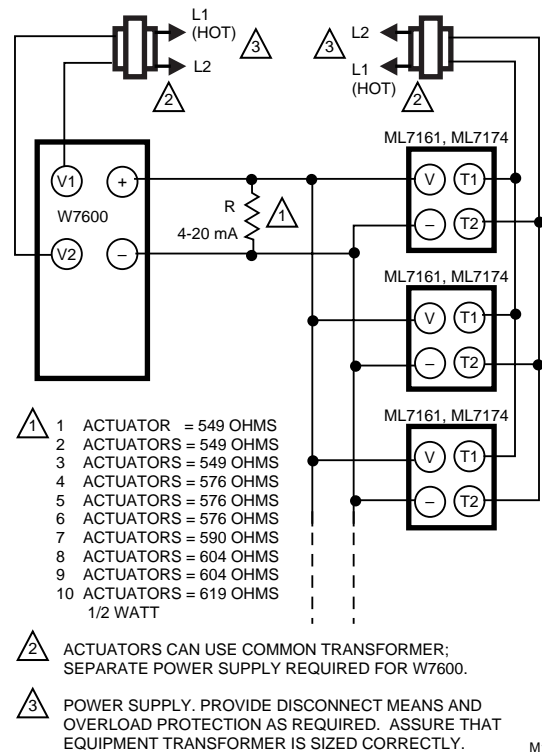 L1
(HOT)
3
L2
2
3
L2
L1
(HOT)
2
V1
+
W7600
V2
–
R
4-20 mA
1
ML7161, ML7174
V
T1
–
T2
ML7161, ML7174
V
T1
–
T2
ML7161, ML7174
V
T1
–
T2
1 1 ACTUATOR = 549 OHMS
2 ACTUATORS = 549 OHMS
3 ACTUATORS = 549 OHMS
4 ACTUATORS = 576 OHMS
5 ACTUATORS = 576 OHMS
6 ACTUATORS = 576 OHMS
7 ACTUATORS = 590 OHMS
8 ACTUATORS = 604 OHMS
9 ACTUATORS = 604 OHMS
10 ACTUATORS = 619 OHMS
1/2 WATT
2 ACTUATORS CAN USE COMMON TRANSFORMER;
SEPARATE POWER SUPPLY REQUIRED FOR W7600.
3 POWER SUPPLY. PROVIDE DISCONNECT MEANS AND
OVERLOAD PROTECTION AS REQUIRED. ASSURE THAT
EQUIPMENT TRANSFORMER IS SIZED CORRECTLY.
M